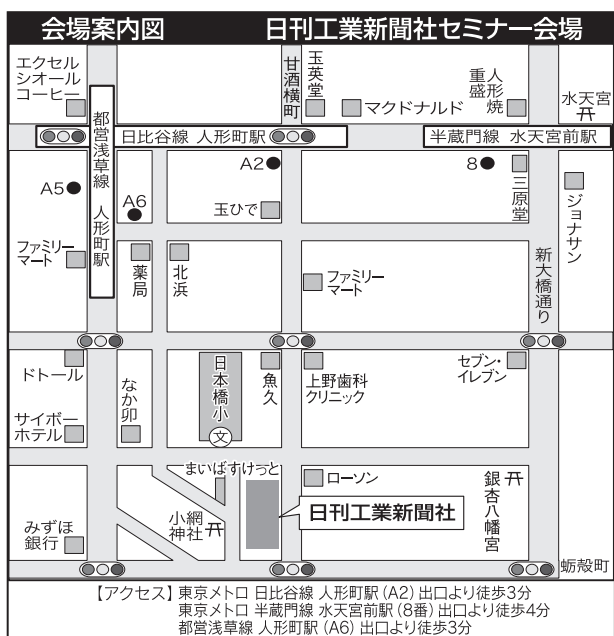 会場案内図 日刊工業新聞社セミナー会場
エクセル
シオール
コーヒー
甘酒横町
玉英堂
マクドナルド
重盛
人形焼
水天宮
都営浅草線 人形町駅
日比谷線 人形町駅
半蔵門線 水天宮前駅
A5
A6
A2
8
三原堂
玉ひで
ジョナサン
ファミリー
マート
薬局
北浜
ファミリー
マート
新大橋通り
ドトール
なか卯
日本橋小
文
魚久
上野歯科
クリニック
セブン・
イレブン
サイボー
ホテル
まいばすけっと
ローソン
銀杏八幡宮
日刊工業新聞社
小網
神社
みずほ
銀行
蛎殻町
【アクセス】東京メトロ 日比谷線 人形町駅(A2)出口より徒歩3分
東京メトロ 半蔵門線 水天宮前駅(8番)出口より徒歩4分
都営浅草線 人形町駅(A6)出口より徒歩3分